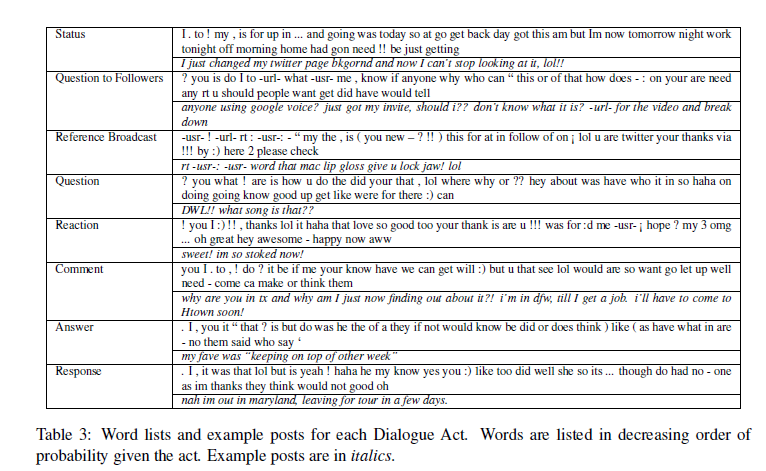 Status
I . to ! my , is for up in ... and going was today so at go get back day got this am but Im now tomorrow night work
tonight off morning home had gon need !! be just getting
I just changed my twitter page bkgornd and now I can't stop looking at it, lol!!
Question to Followers
? you is do I to -url- what -usr- me , know if anyone why who can “ this or of that how does - : on your are need
any rt u should people want get did have would tell
anyone using google voice? just got my invite, should i?? don't know what it is? -url- for the video and break
down
Reference Broadcast
-usr- ! -url- rt : -usr-: - “ my the , is ( you new – ? !! ) this for at in follow of on ¡ lol u are twitter your thanks via
!!! by :) here 2 please check
rt -usr-: -usr- word that mac lip gloss give u lock jaw! lol
Question
? you what ! are is how u do the did your that , lol where why or ?? hey about was have who it in so haha on
doing going know good up get like were for there :) can
DWL!! what song is that??
Reaction
! you I :) !! , thanks lol it haha that love so good too your thank is are u !!! was for :d me -usr- ¡ hope ? my 3 omg
... oh great hey awesome - happy now aww
sweet! im so stoked now!
Comment
you I . to , ! do ? it be if me your know have we can get will :) but u that see lol would are so want go let up well
need - come ca make or think them
why are you in tx and why am I just now finding out about it?! i'm in dfw, till I get a job. i'll have to come to
Htown soon!
Answer
. I , you it “ that ? is but do was he the of a they if not would know be did or does think ) like ( as have what in are
- no them said who say ‘
my fave was “keeping on top of other week”
Response
. I , it was that lol but is yeah ! haha he my know yes you :) like too did well she so its ... though do had no - one
as im thanks they think would not good oh
nah im out in maryland, leaving for tour in a few days.
Table 3: Word lists and example posts for each Dialogue Act. Words are listed in decreasing order of
probability given the act. Example posts are in italics.